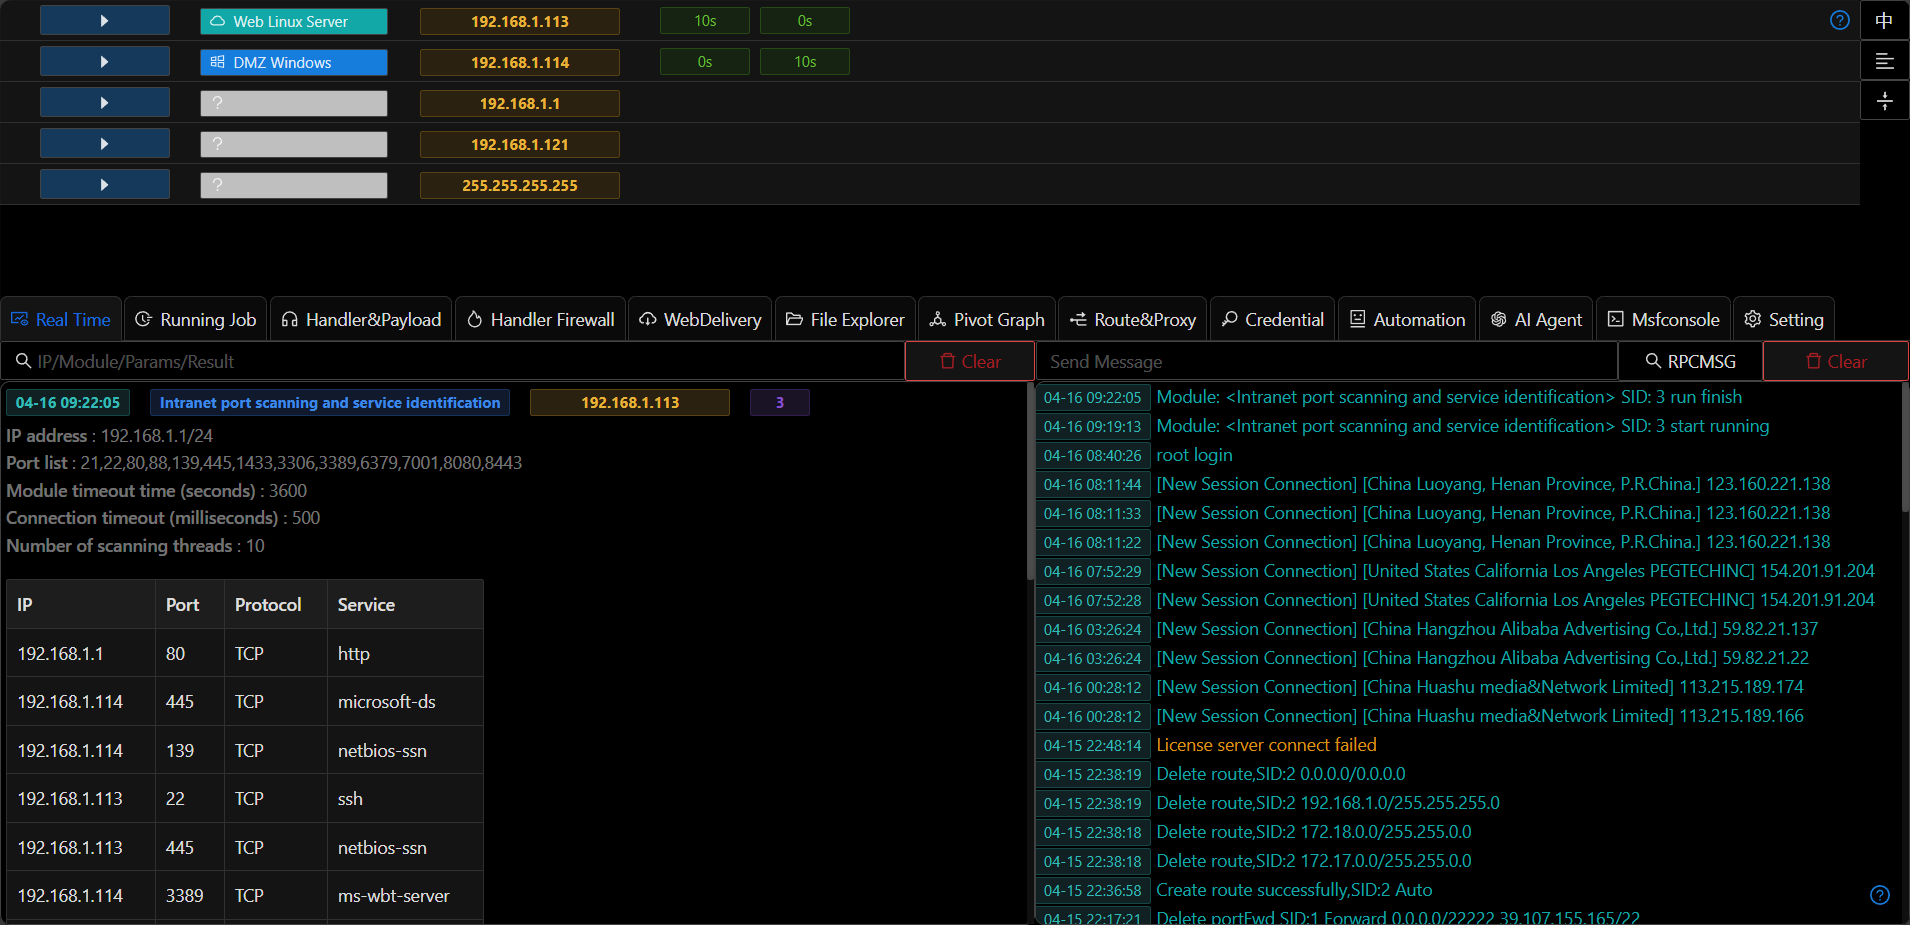 Web Linux Server 192.168.1.113 10s 0s
中
DMZ Windows 192.168.1.114 0s 10s
? 192.168.1.1
? 192.168.1.121
? 255.255.255.255
Real Time Running Job Handler&Payload Handler Firewall WebDelivery File Explorer Pivot Graph Route&Proxy Credential Automation AI Agent Msfconsole Setting
IP/Module/Params/Result Clear
04-16 09:22:05 Intranet port scanning and service identification 192.168.1.113 3
IP address : 192.168.1.1/24
Port list : 21,22,80,88,139,445,1433,3306,3389,6379,7001,8080,8443
Module timeout time (seconds) : 3600
Connection timeout (milliseconds) : 500
Number of scanning threads : 10
IP Port Protocol Service
192.168.1.1 80 TCP http
192.168.1.114 445 TCP microsoft-ds
192.168.1.114 139 TCP netbios-ssn
192.168.1.113 22 TCP ssh
192.168.1.113 445 TCP netbios-ssn
192.168.1.114 3389 TCP ms-wbt-server
Send Message RPCMSG Clear
04-16 09:22:05 Module: <Intranet port scanning and service identification> SID: 3 run finish
04-16 09:19:13 Module: <Intranet port scanning and service identification> SID: 3 start running
04-16 08:40:26 root login
04-16 08:11:44 [New Session Connection] [China Luoyang, Henan Province, P.R.China.] 123.160.221.138
04-16 08:11:33 [New Session Connection] [China Luoyang, Henan Province, P.R.China.] 123.160.221.138
04-16 08:11:22 [New Session Connection] [China Luoyang, Henan Province, P.R.China.] 123.160.221.138
04-16 07:52:29 [New Session Connection] [United States California Los Angeles PEGTECHINC] 154.201.91.204
04-16 07:52:28 [New Session Connection] [United States California Los Angeles PEGTECHINC] 154.201.91.204
04-16 03:26:24 [New Session Connection] [China Hangzhou Alibaba Advertising Co.,Ltd.] 59.82.21.137
04-16 03:26:24 [New Session Connection] [China Hangzhou Alibaba Advertising Co.,Ltd.] 59.82.21.22
04-16 00:28:12 [New Session Connection] [China Huashu media&Network Limited] 113.215.189.174
04-16 00:28:12 [New Session Connection] [China Huashu media&Network Limited] 113.215.189.166
04-15 22:48:14 License server connect failed
04-15 22:38:19 Delete route,SID:2 0.0.0.0/0.0.0.0
04-15 22:38:19 Delete route,SID:2 192.168.1.0/255.255.255.0
04-15 22:38:18 Delete route,SID:2 172.18.0.0/255.255.0.0
04-15 22:38:18 Delete route,SID:2 172.17.0.0/255.255.0.0
04-15 22:36:58 Create route successfully,SID:2 Auto
04-15 22:17:21 Delete portFwd,SID:1 Forward 0.0.0.0/22222 39.107.155.165/22